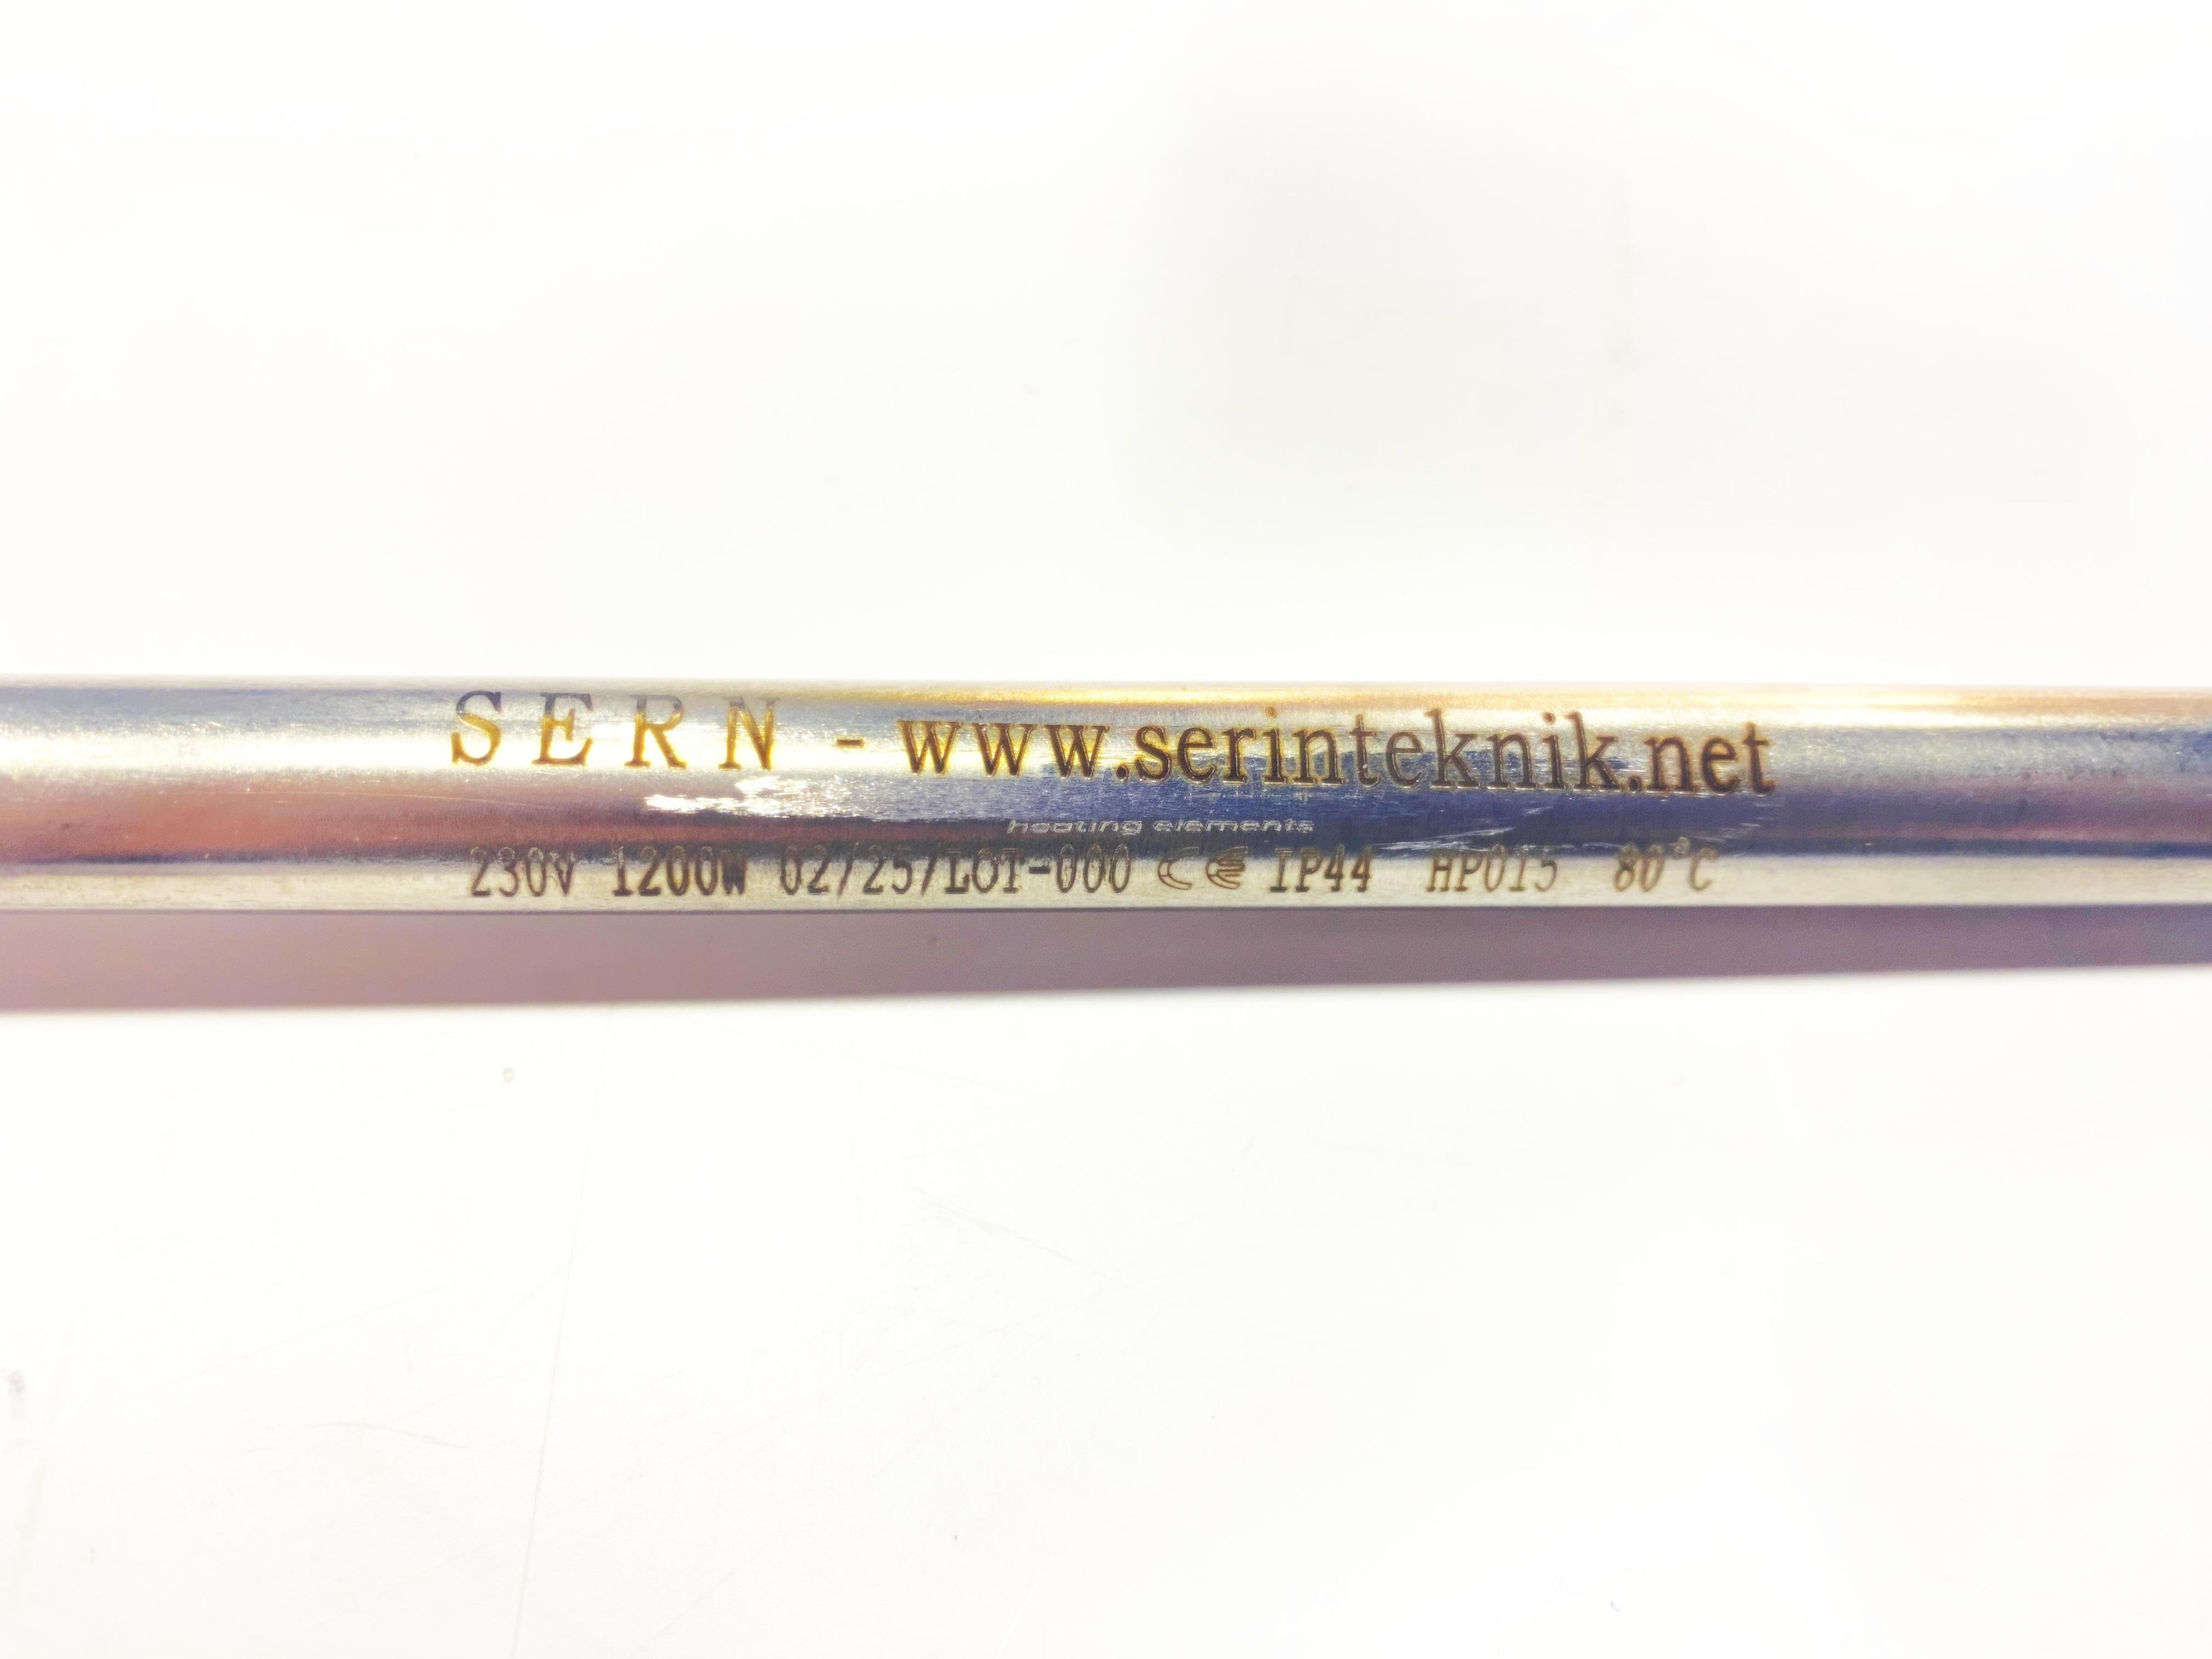 SERN - www.serinteknik.net
heating elements
230V 1200W 02/25/LOT-000 CE IP44 HP015 80°C